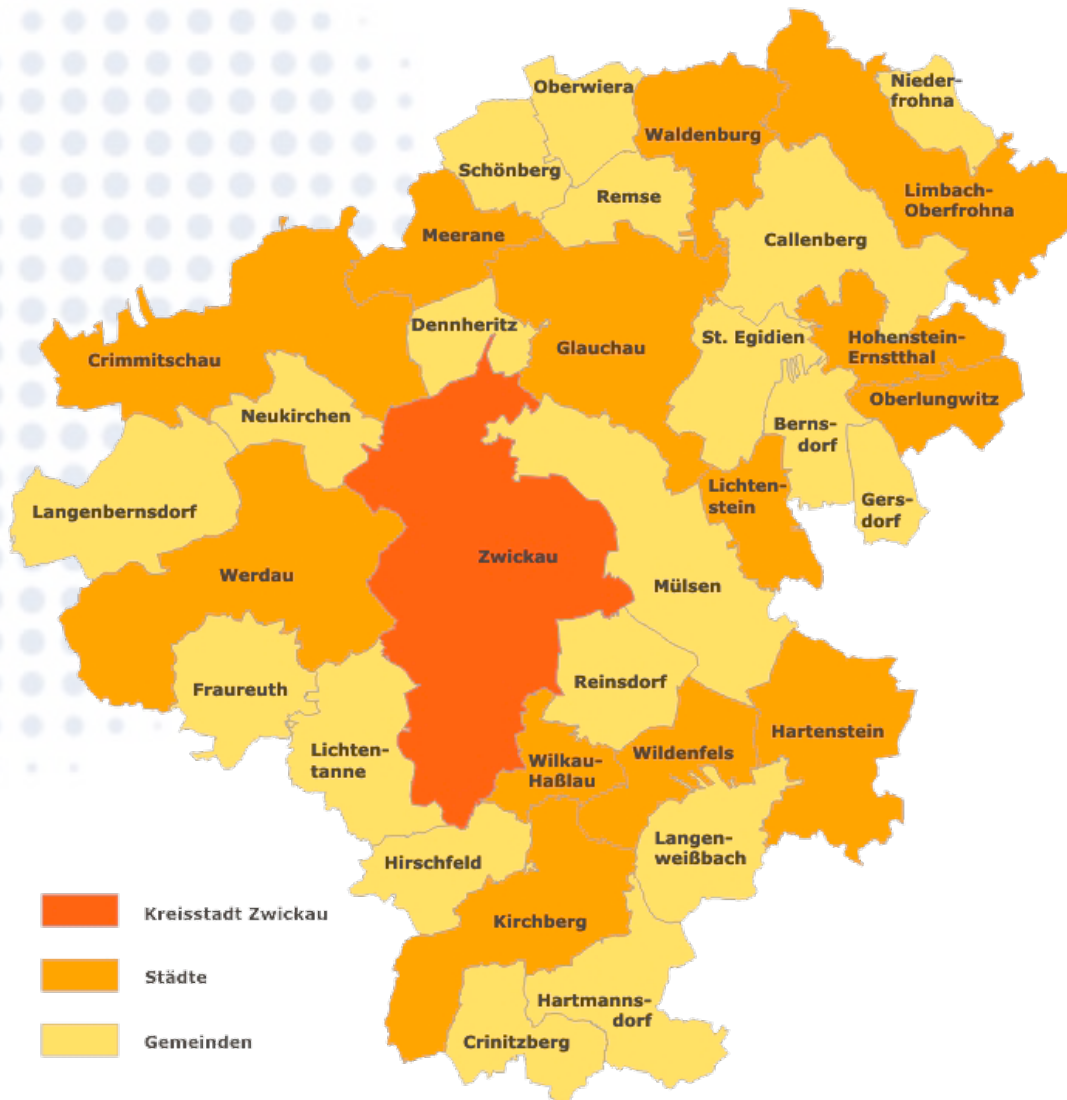 Oberwiera
Nieder-
frohna
Waldenburg
Schönberg
Remse
Limbach-
Oberfrohna
Meerane
Callenberg
Dennheritz
Glauchau
St. Egidien
Hohenstein-
Ernstthal
Crimmitschau
Oberlungwitz
Neukirchen
Berns-
dorf
Lichten-
stein
Gers-
dorf
Langenbernsdorf
Zwickau
Werdau
Mülsen
Reinsdorf
Fraureuth
Hartenstein
Lichten-
tanne
Wilkau-
Haßlau
Wildenfels
Langen-
weißbach
Hirschfeld
Kirchberg
Hartmanns-
dorf
Crinitzberg
Kreisstadt Zwickau
Städte
Gemeinden